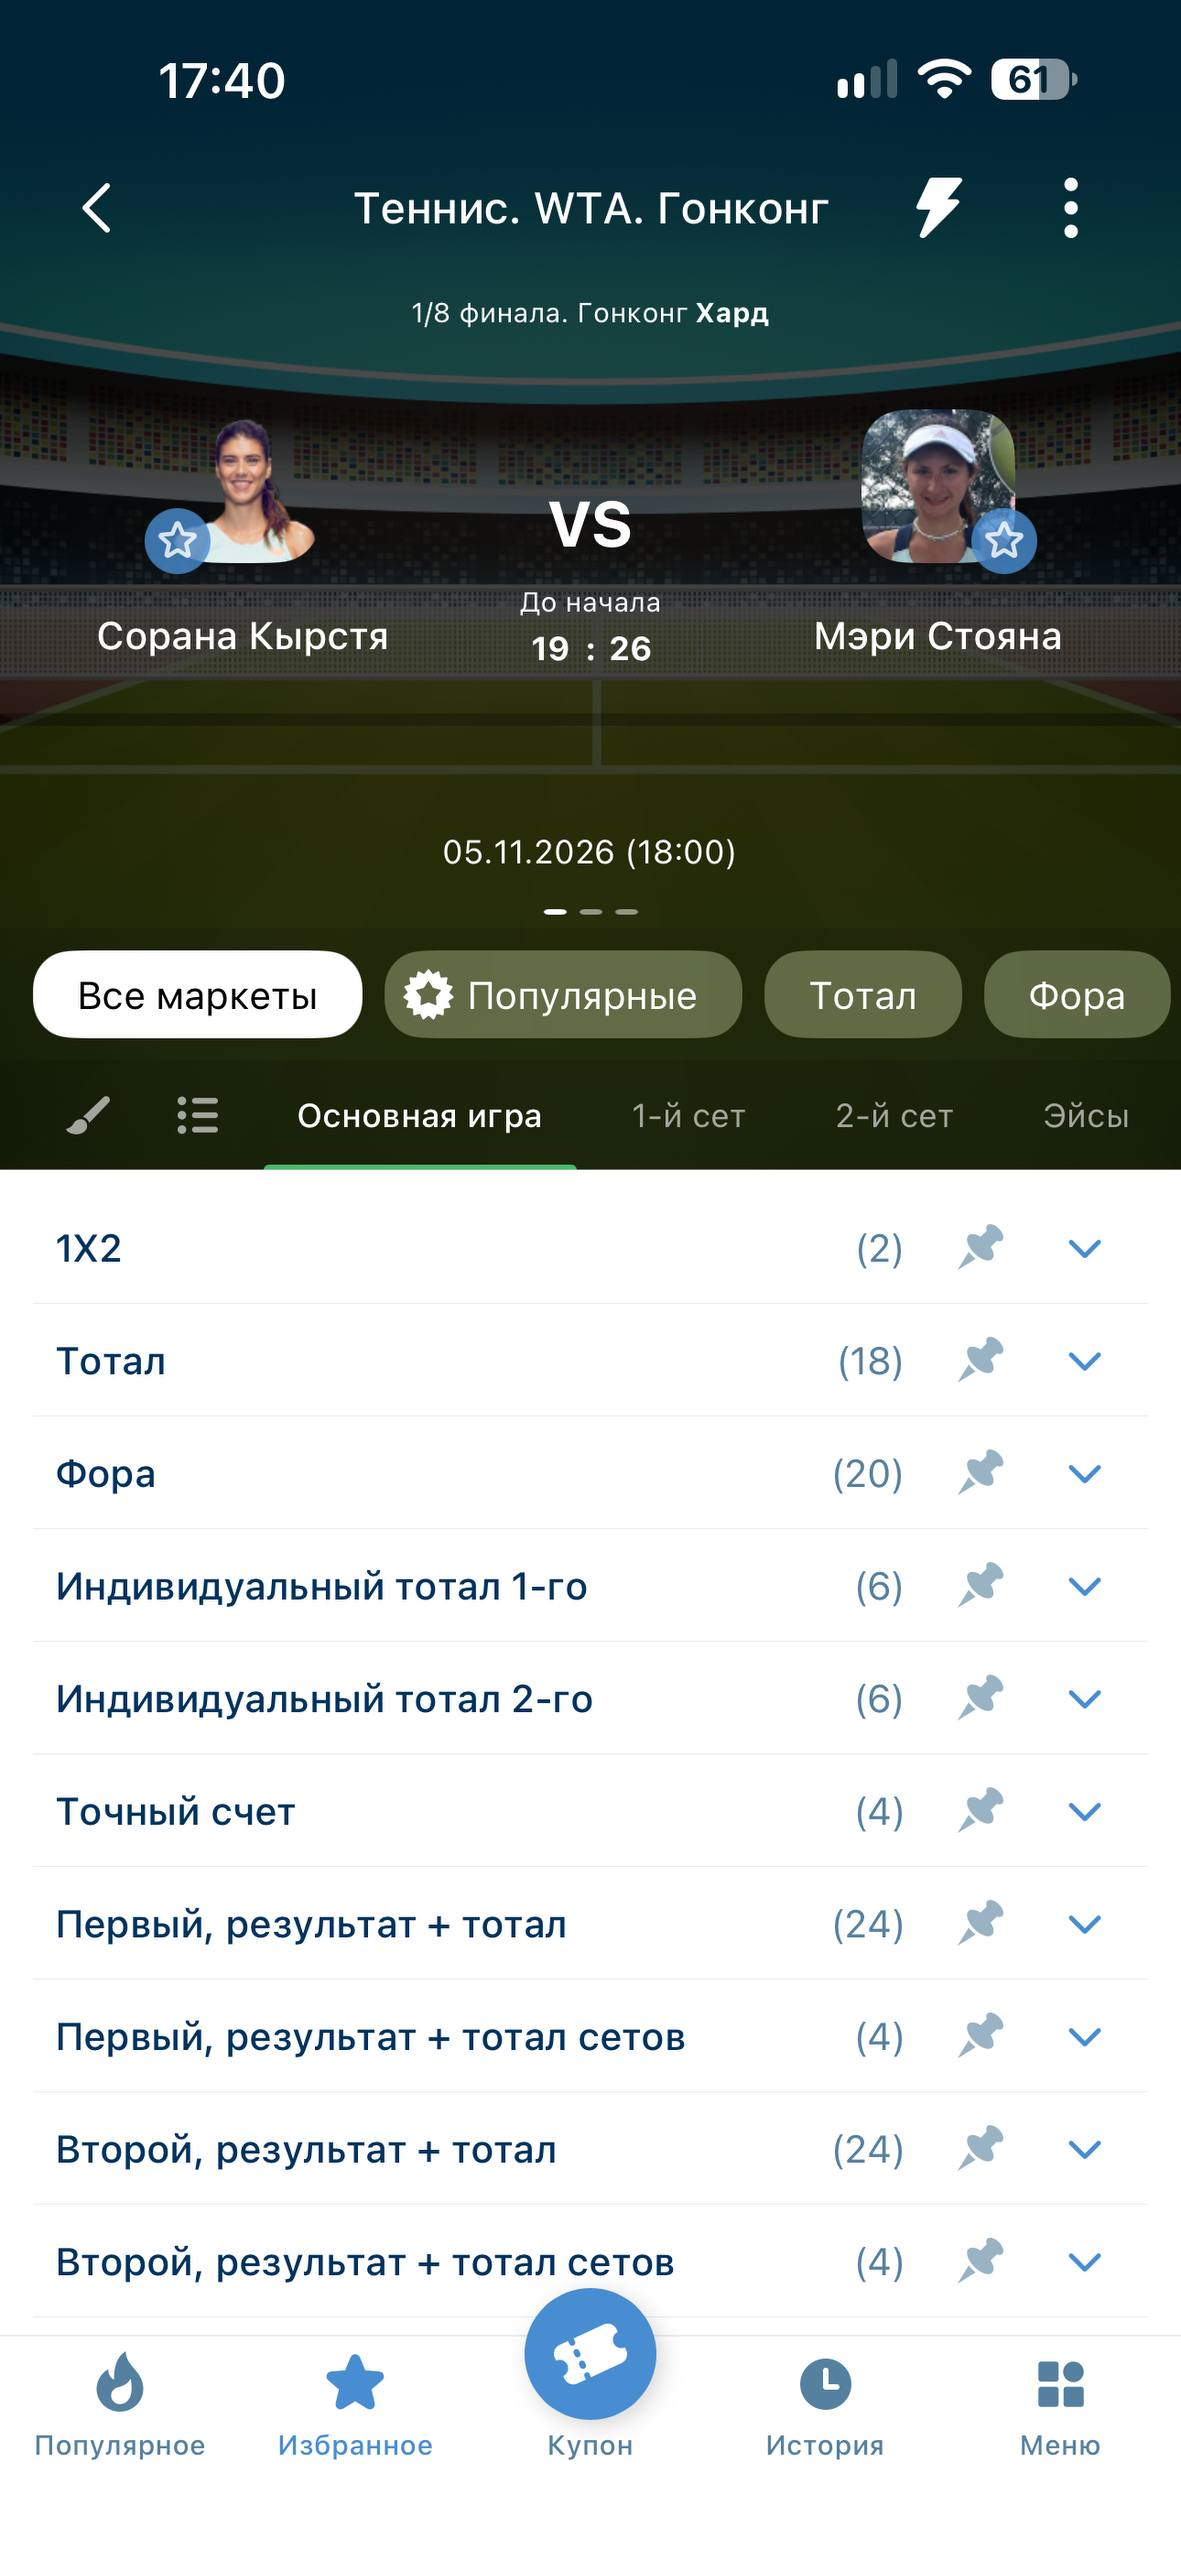 17:40
61
Теннис. WTA. Гонконг
1/8 финала. Гонконг Хард
VS
До начала
19 : 26
Сорана Кырстя
Мэри Стояна
05.11.2026 (18:00)
Все маркеты
Популярные
Тотал
Фора
Основная игра
1-й сет
2-й сет
Эйсы
1X2 (2)
Тотал (18)
Фора (20)
Индивидуальный тотал 1-го (6)
Индивидуальный тотал 2-го (6)
Точный счет (4)
Первый, результат + тотал (24)
Первый, результат + тотал сетов (4)
Второй, результат + тотал (24)
Второй, результат + тотал сетов (4)
Популярное
Избранное
Купон
История
Меню